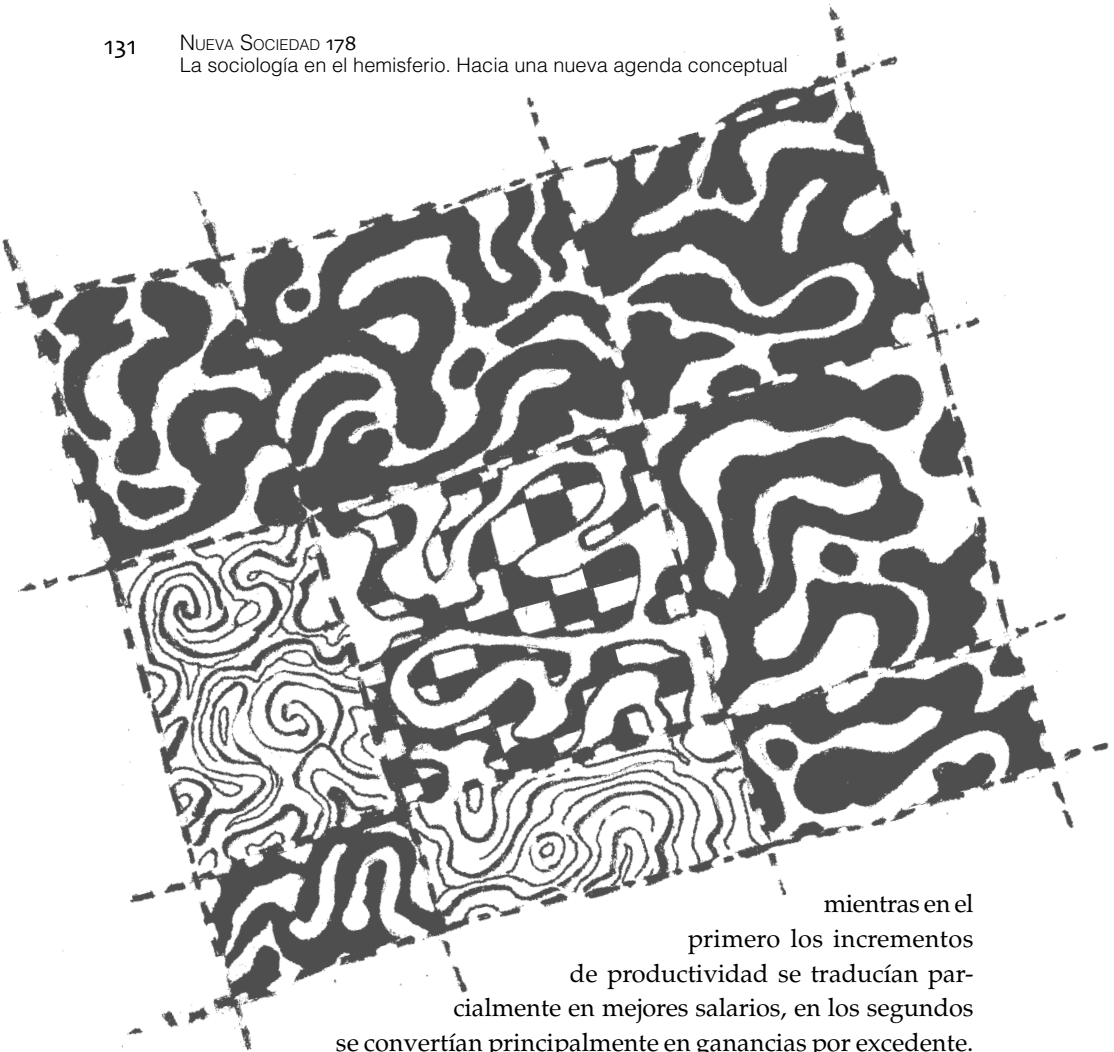 131 NUEVA SOCIEDAD 178
La sociología en el hemisferio. Hacia una nueva agenda conceptual
mientras en el
primero los incrementos
de productividad se traducían par-
cialmente en mejores salarios, en los segundos
se convertían principalmente en ganancias por excedente.